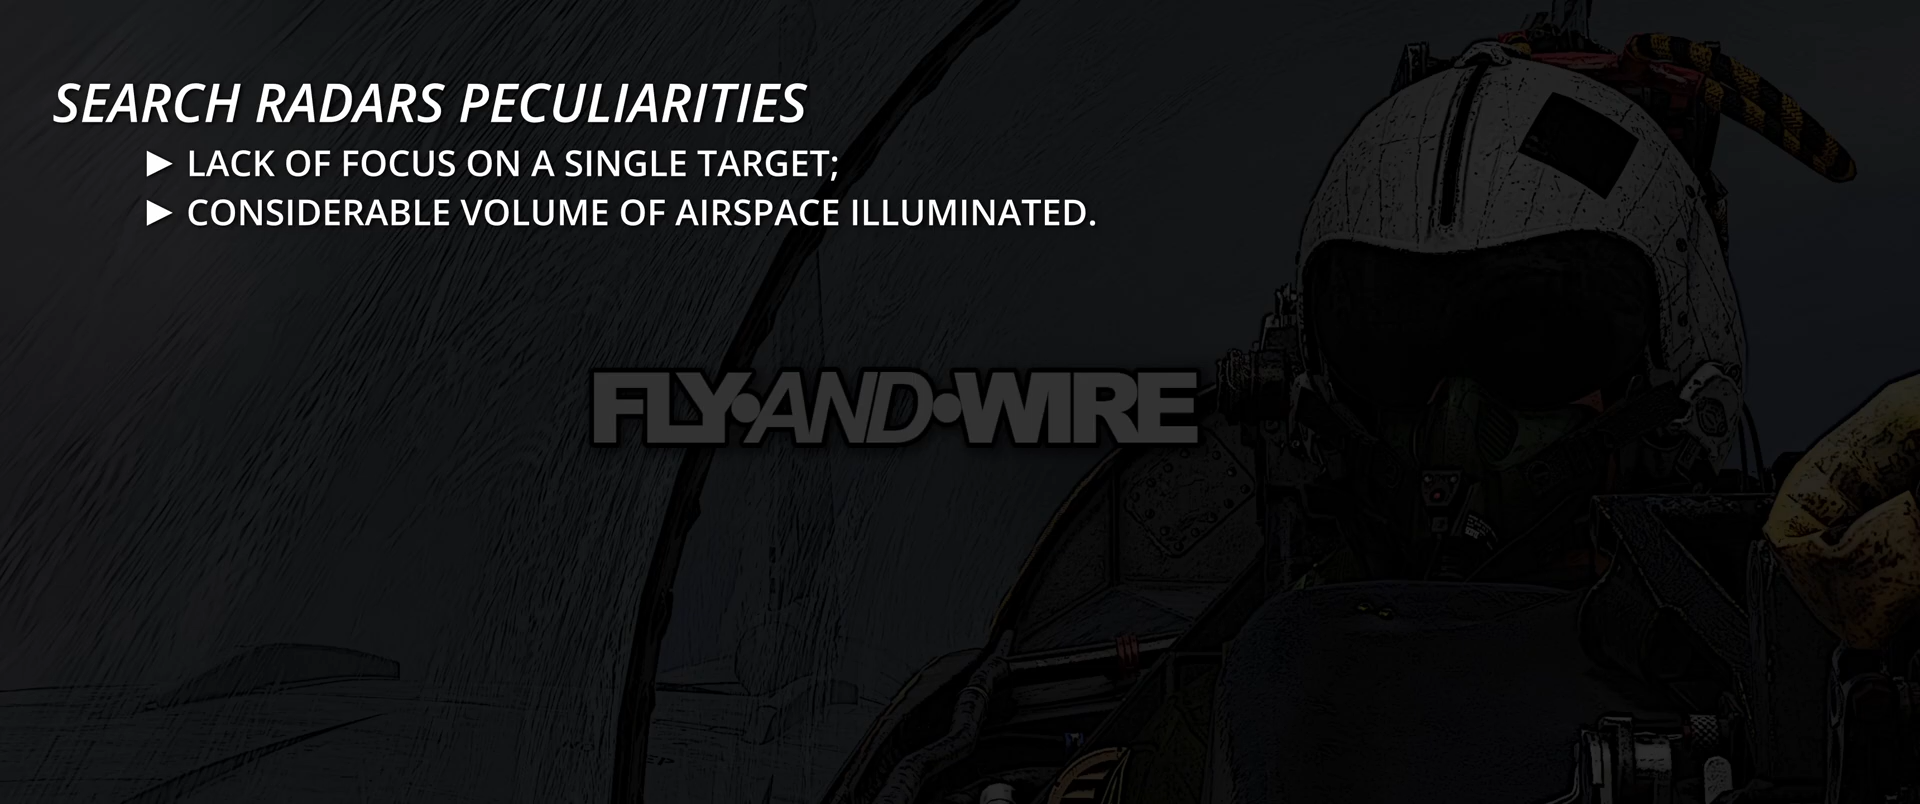 SEARCH RADARS PECULIARITIES
► LACK OF FOCUS ON A SINGLE TARGET;
► CONSIDERABLE VOLUME OF AIRSPACE ILLUMINATED.
FLY•AND•WIRE